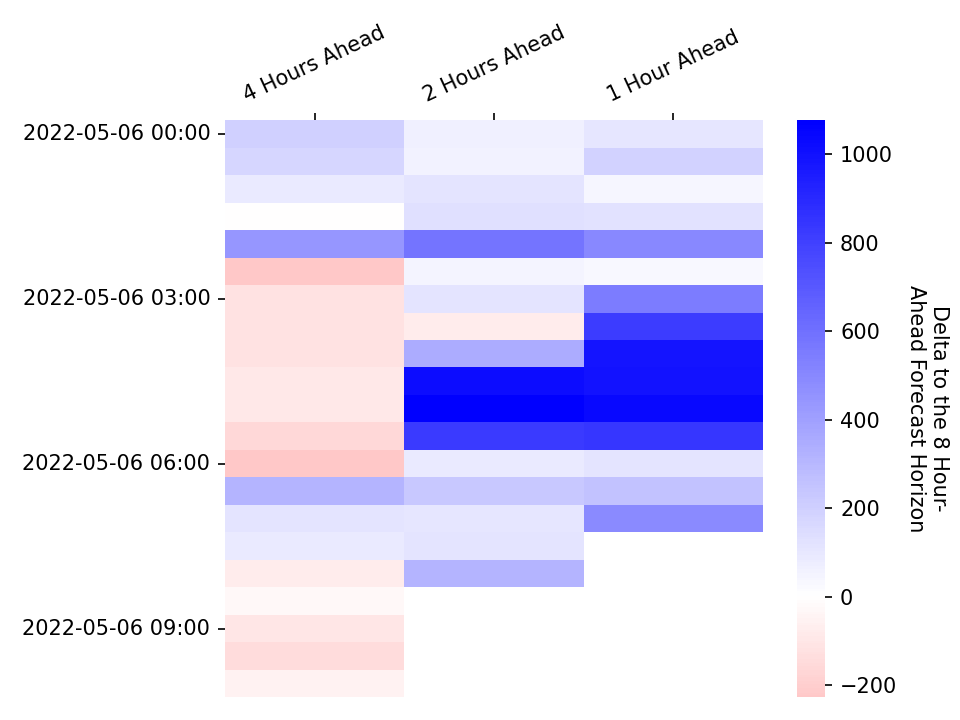 4 Hours Ahead
2 Hours Ahead
1 Hour Ahead
2022-05-06 00:00
2022-05-06 03:00
2022-05-06 06:00
2022-05-06 09:00
1000
800
600
400
200
0
−200
Delta to the 8 Hour-
Ahead Forecast Horizon